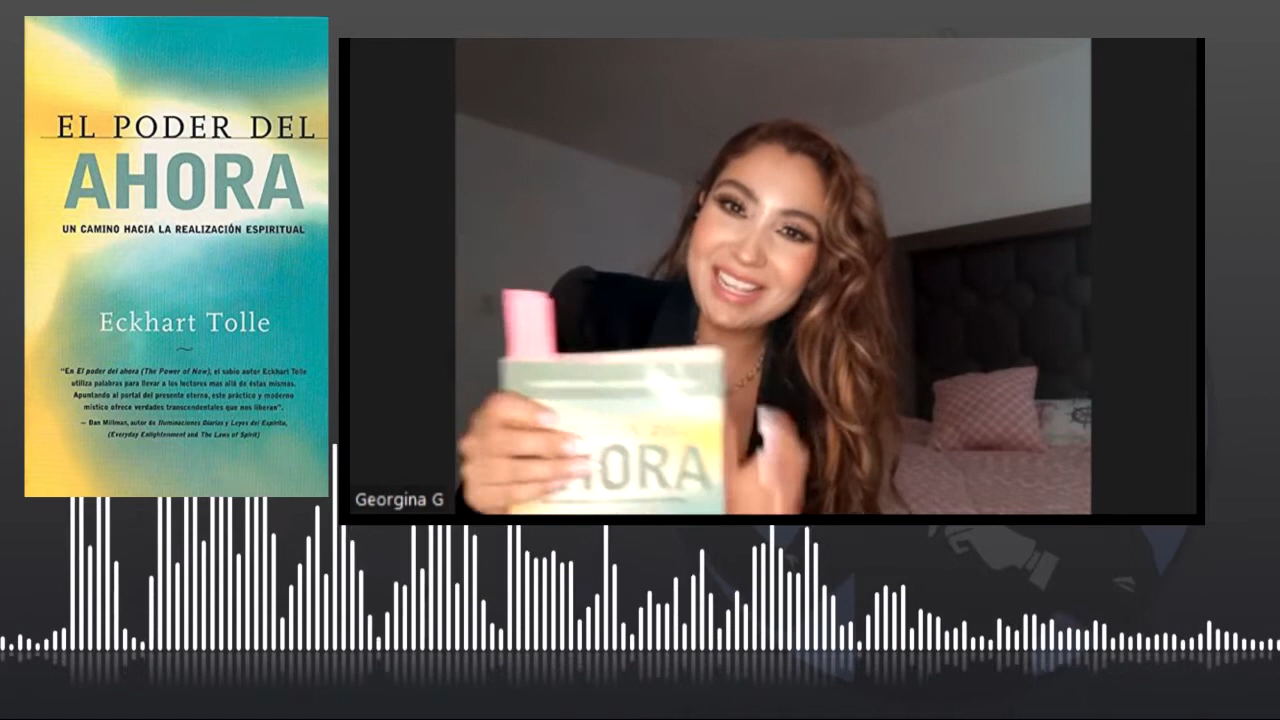 EL PODER DEL
AHORA
UN CAMINO HACIA LA REALIZACIÓN ESPIRITUAL
Eckhart Tolle
"En El poder del ahora (The Power of Now), el sabio autor Eckhart Tolle
utiliza palabras para llevar a los lectores mas allá de éstas mismas.
Apuntando al portal del presente eterno, este práctico y moderno
místico ofrece verdades transcendentales que nos liberan".
— Dan Millman, autor de Iluminaciones Diarias y Leyes del Espíritu,
(Everyday Enlightenment and The Laws of Spirit)
AHORA
Georgina G